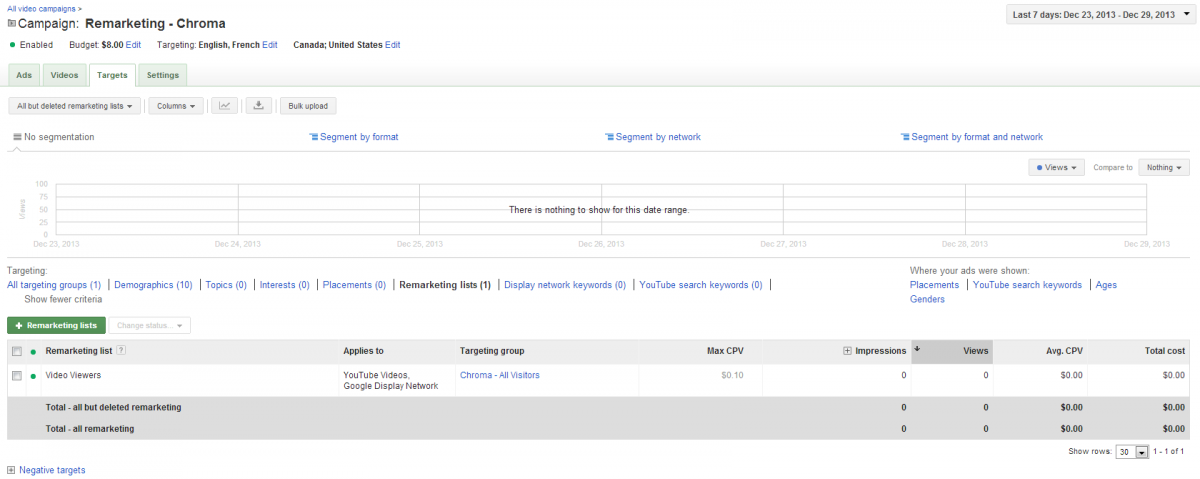 All video campaigns >
Campaign: Remarketing - Chroma
Last 7 days: Dec 23, 2013 - Dec 29, 2013
Enabled Budget: $8.00 Edit Targeting: English, French Edit Canada; United States Edit
Ads Videos Targets Settings
All but deleted remarketing lists Columns Bulk upload
No segmentation Segment by format Segment by network Segment by format and network
Views Compare to Nothing
100
75
50
25
0
Views
There is nothing to show for this date range.
Dec 23, 2013 Dec 24, 2013 Dec 25, 2013 Dec 26, 2013 Dec 27, 2013 Dec 28, 2013 Dec 29, 2013
Targeting:
All targeting groups (1) | Demographics (10) | Topics (0) | Interests (0) | Placements (0) | Remarketing lists (1) | Display network keywords (0) | YouTube search keywords (0) |
Show fewer criteria
Where your ads were shown:
Placements | YouTube search keywords | Ages
Genders
+ Remarketing lists Change status...
Remarketing list ? Applies to Targeting group Max CPV Impressions Views Avg. CPV Total cost
Video Viewers YouTube Videos, Chroma - All Visitors $0.10 0 0 $0.00 $0.00
Google Display Network
Total - all but deleted remarketing 0 0 $0.00 $0.00
Total - all remarketing 0 0 $0.00 $0.00
Show rows: 30 1 - 1 of 1
Negative targets